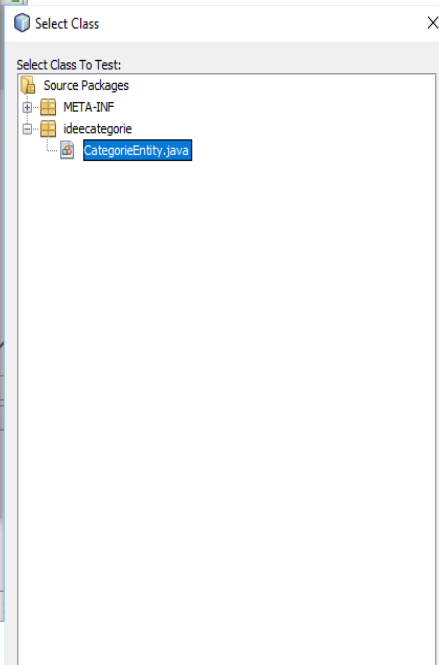 Select Class
Select Class To Test:
Source Packages
META-INF
ideecategorie
CategorieEntity.java